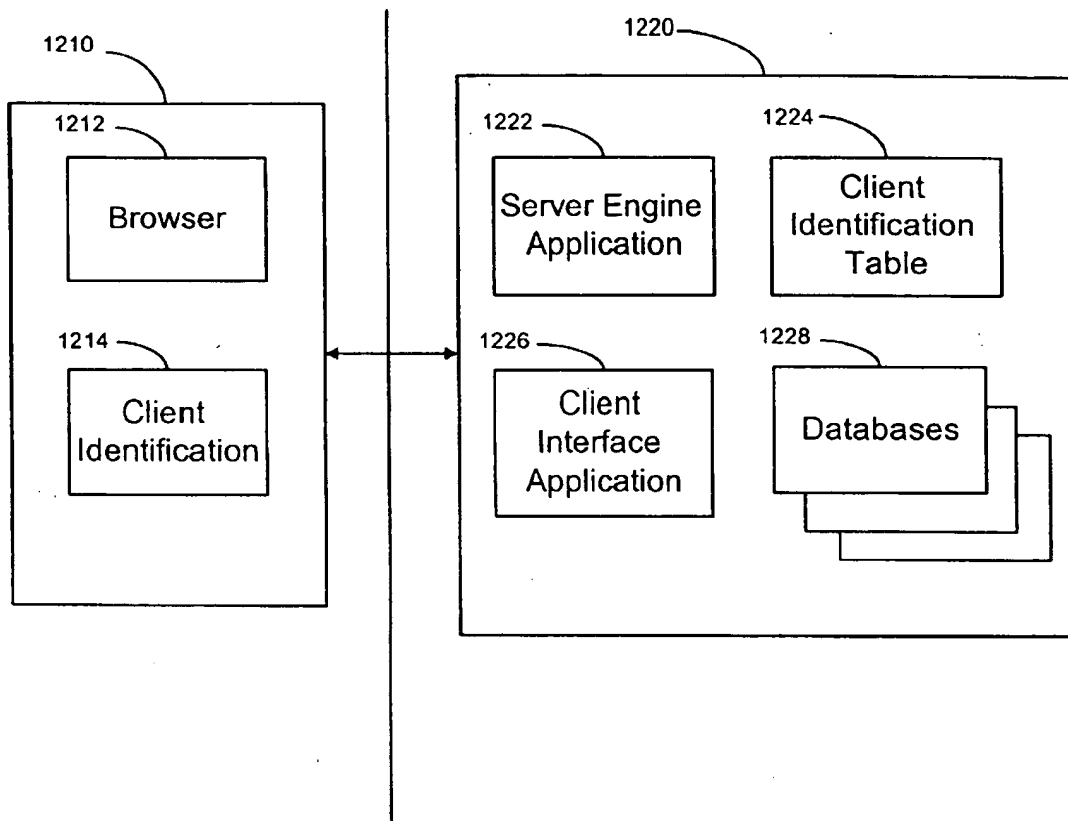 1210
1212
Browser
1214
Client
Identification
1220
1222
Server Engine
Application
1224
Client
Identification
Table
1226
Client
Interface
Application
1228
Databases